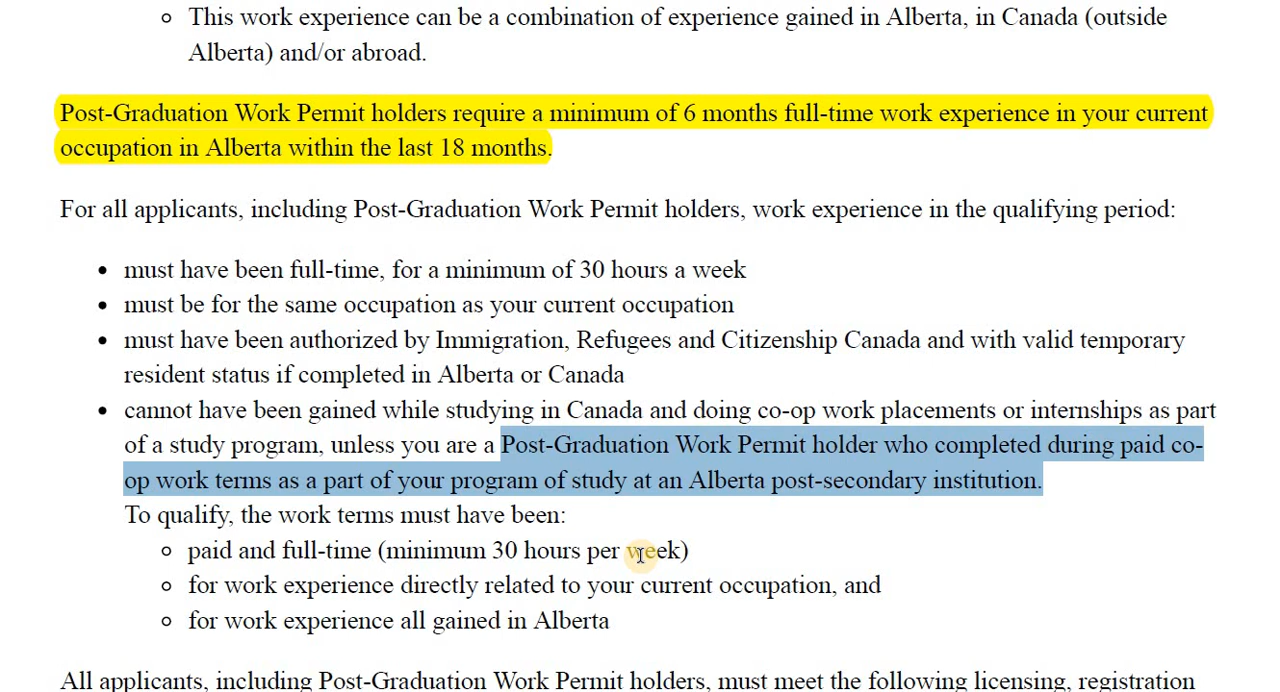 This work experience can be a combination of experience gained in Alberta, in Canada (outside
Alberta) and/or abroad.
Post-Graduation Work Permit holders require a minimum of 6 months full-time work experience in your current
occupation in Alberta within the last 18 months.
For all applicants, including Post-Graduation Work Permit holders, work experience in the qualifying period:
must have been full-time, for a minimum of 30 hours a week
must be for the same occupation as your current occupation
must have been authorized by Immigration, Refugees and Citizenship Canada and with valid temporary
resident status if completed in Alberta or Canada
cannot have been gained while studying in Canada and doing co-op work placements or internships as part
of a study program, unless you are a Post-Graduation Work Permit holder who completed during paid co-
op work terms as a part of your program of study at an Alberta post-secondary institution.
To qualify, the work terms must have been:
paid and full-time (minimum 30 hours per week)
for work experience directly related to your current occupation, and
for work experience all gained in Alberta
All applicants, including Post-Graduation Work Permit holders, must meet the following licensing, registration